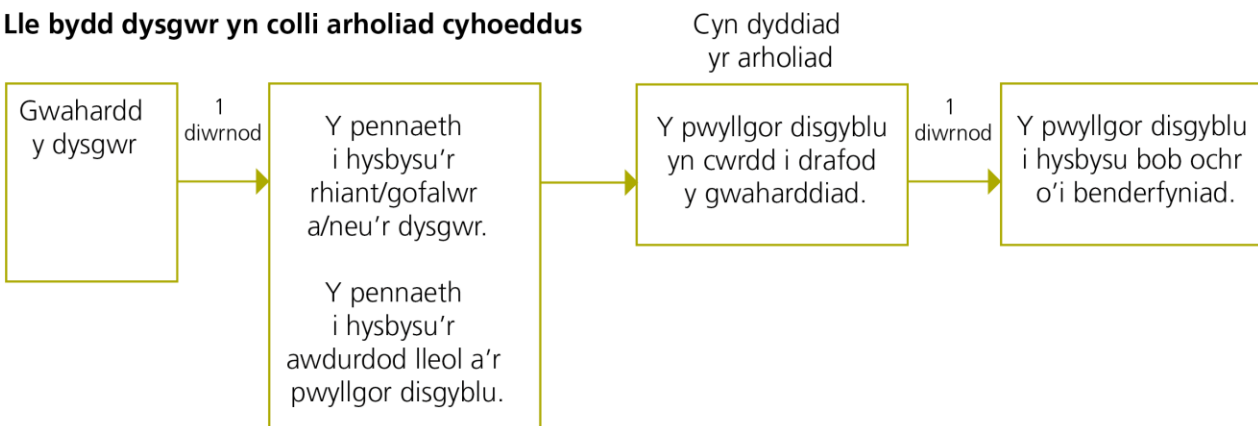 Lle bydd dysgwr yn colli arholiad cyhoeddus
Gwahardd
y dysgwr
1
diwrnod
Y pennaeth
i hysbysu'r
rhiant/gofalwr
a/neu'r dysgwr.
Y pennaeth
i hysbysu'r
awdurdod lleol a'r
pwyllgor disgyblu.
Cyn dyddiad
yr arholiad
Y pwyllgor disgyblu
yn cwrdd i drafod
y gwaharddiad.
1
diwrnod
Y pwyllgor disgyblu
i hysbysu bob ochr
o'i benderfyniad.